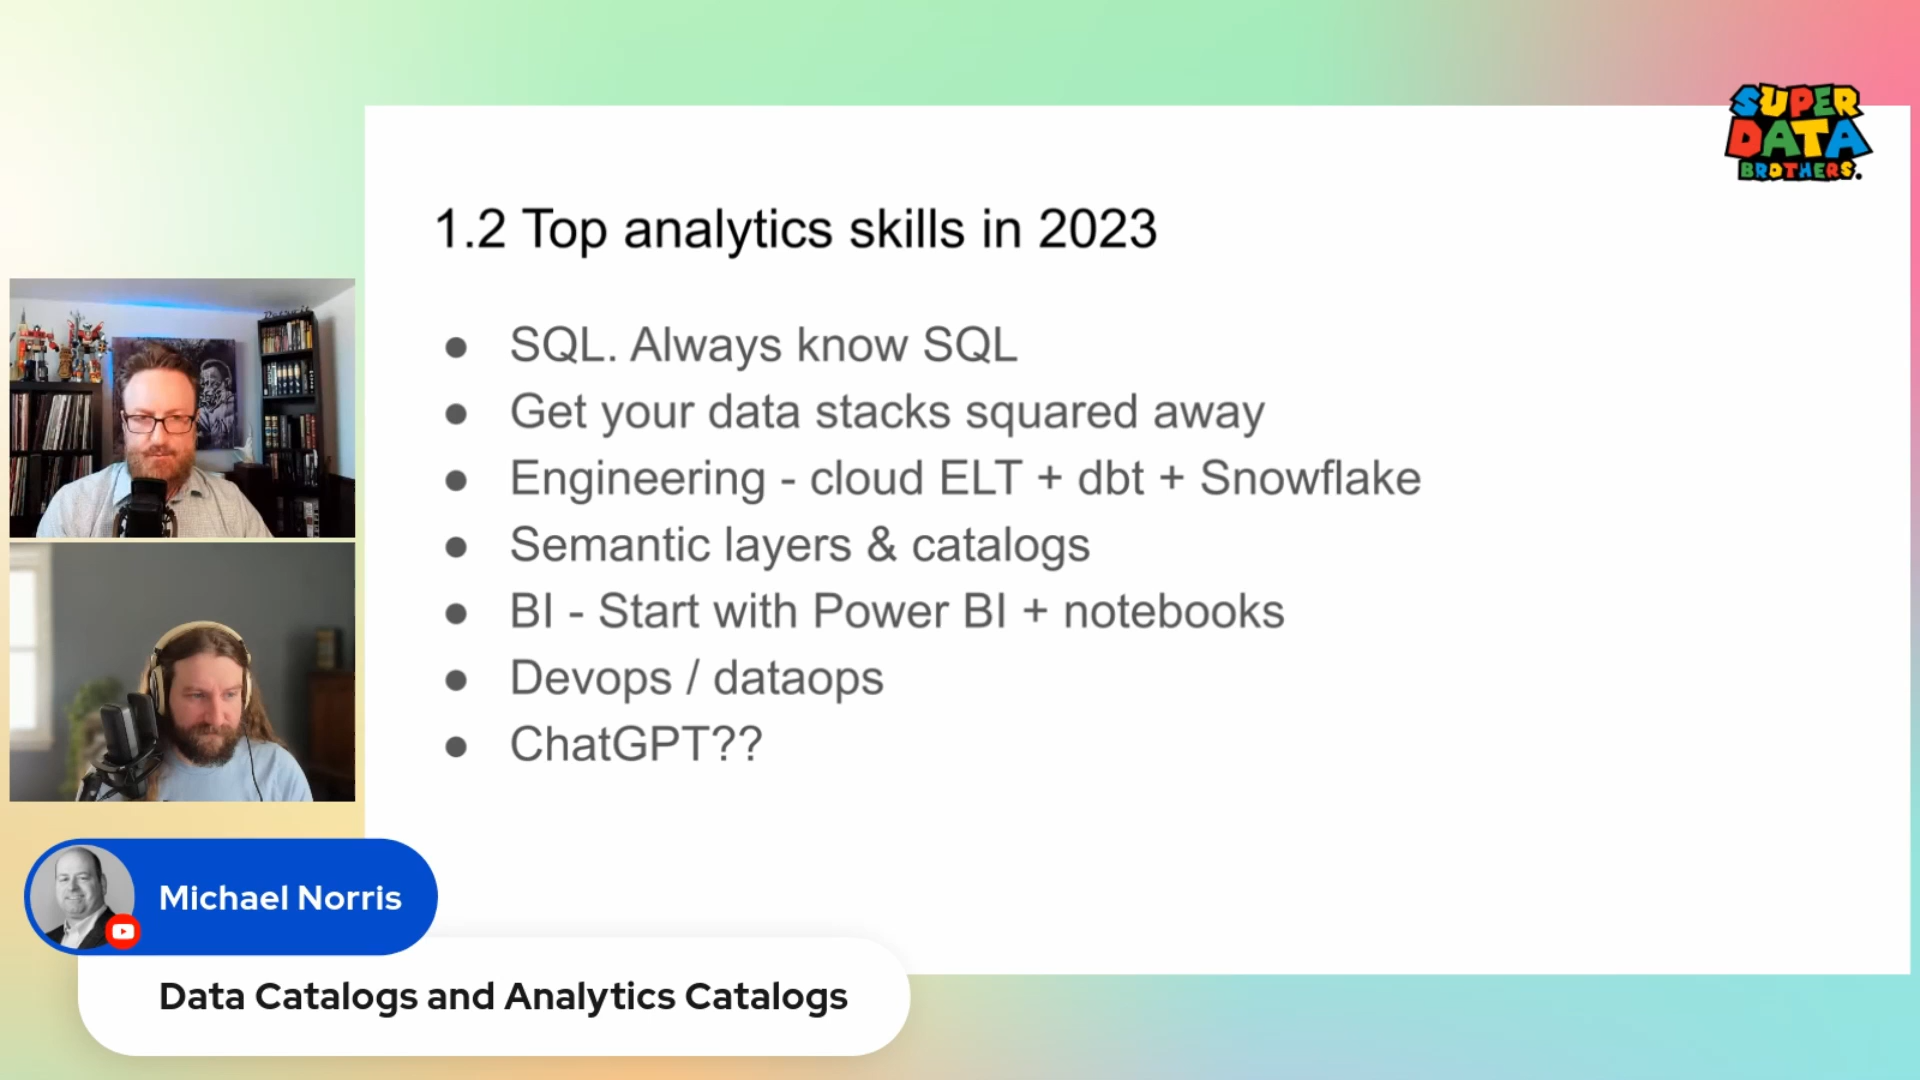 SUPER
DATA
BROTHERS.
1.2 Top analytics skills in 2023
● SQL. Always know SQL
● Get your data stacks squared away
● Engineering - cloud ELT + dbt + Snowflake
● Semantic layers & catalogs
● BI - Start with Power BI + notebooks
● Devops / dataops
● ChatGPT??
Michael Norris
Data Catalogs and Analytics Catalogs